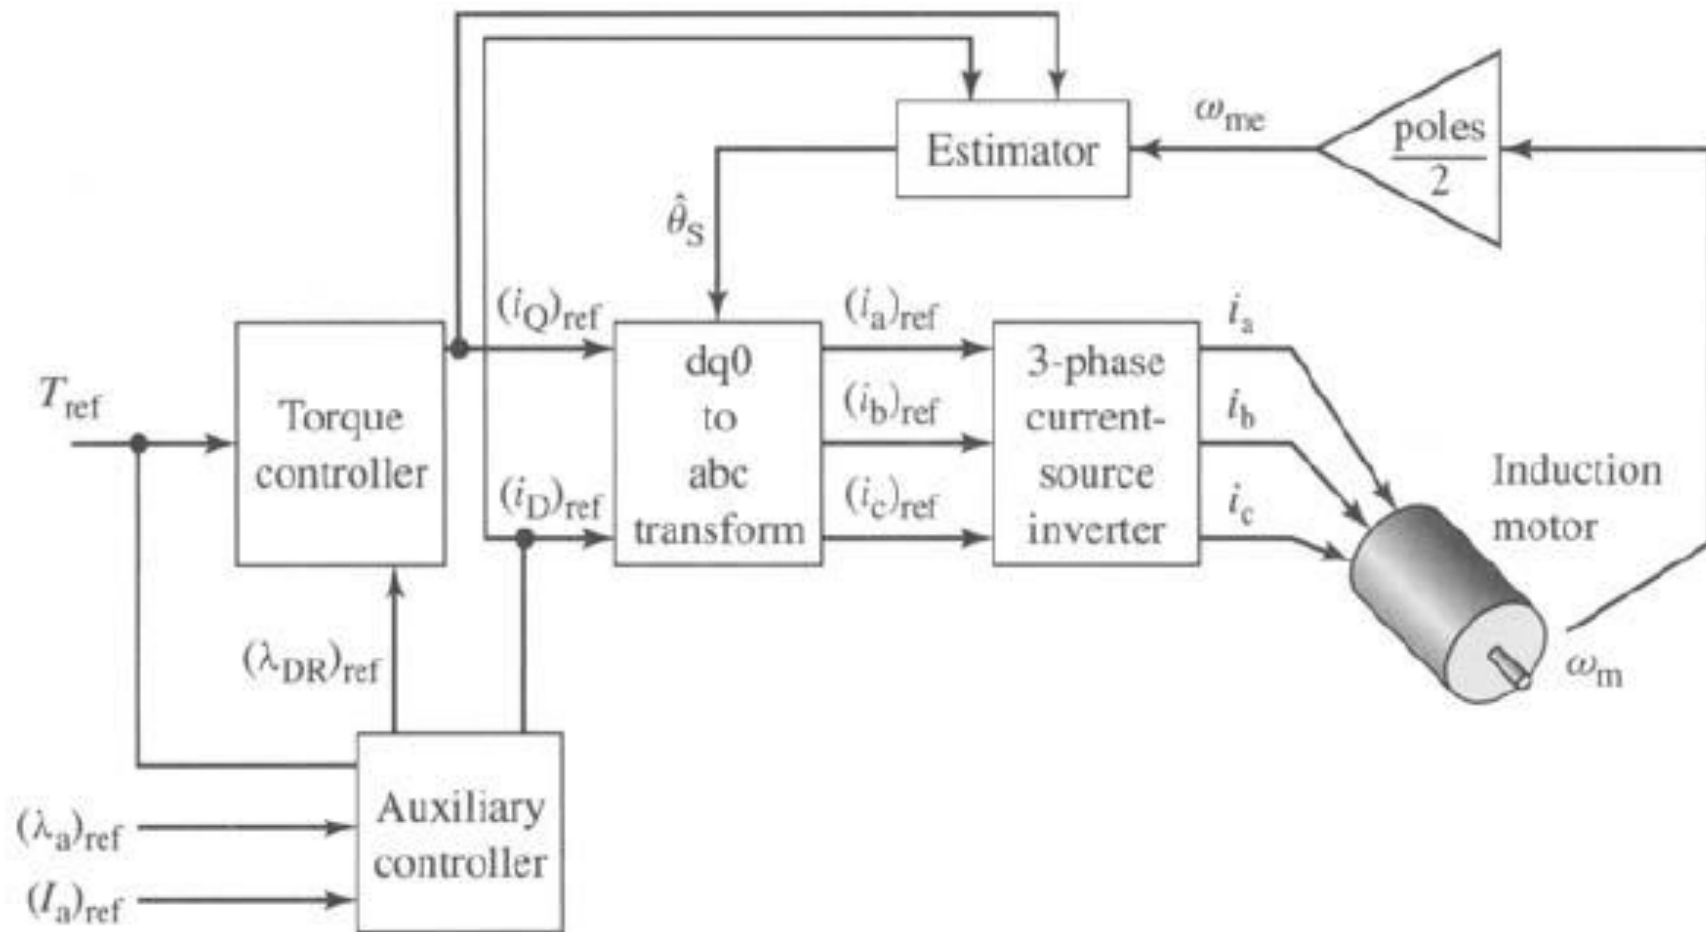 ω_me
poles
2
Estimator
θ̂_S
(i_Q)_ref
(i_a)_ref
i_a
T_ref
Torque
controller
dq0
to
abc
transform
(i_b)_ref
3-phase
current-
source
inverter
i_b
(i_D)_ref
(i_c)_ref
i_c
Induction
motor
(λ_DR)_ref
ω_m
Auxiliary
controller
(λ_a)_ref
(I_a)_ref